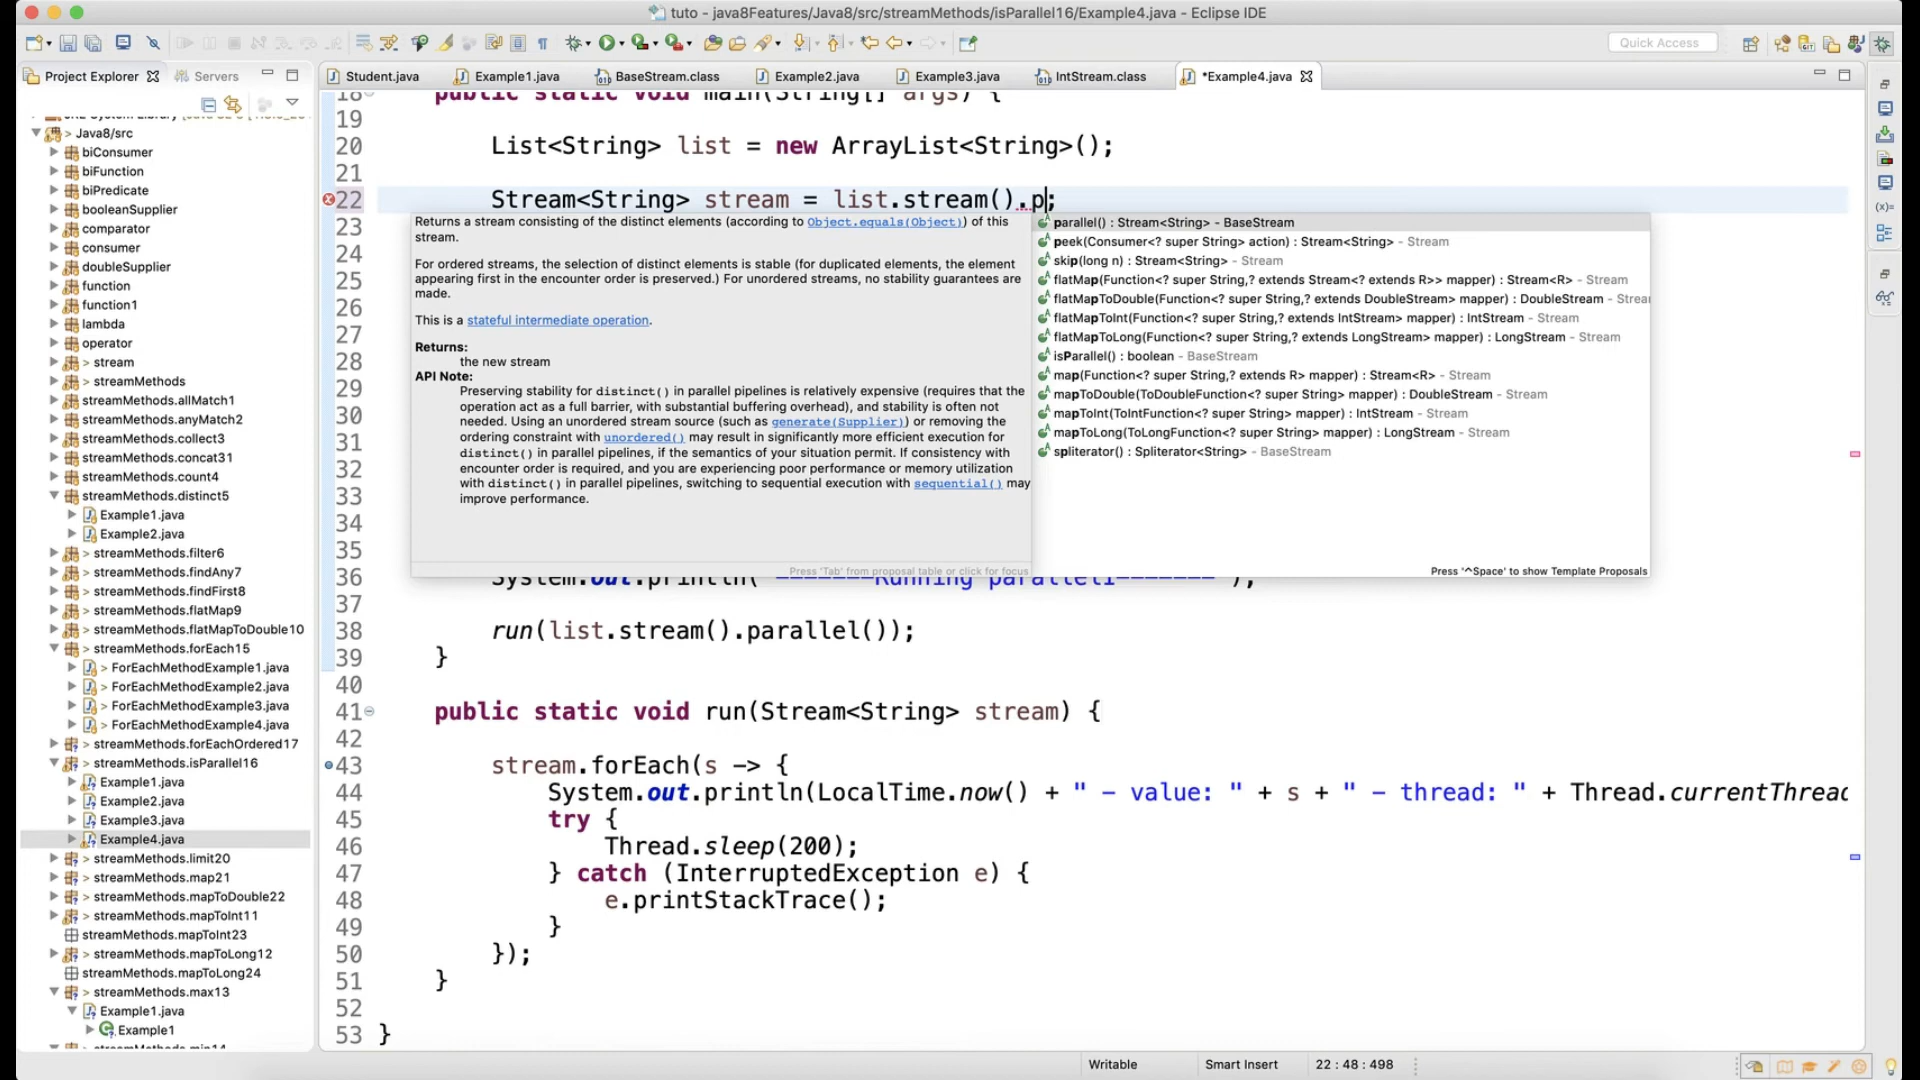 tuto - java8Features/Java8/src/streamMethods/isParallel16/Example4.java - Eclipse IDE
Quick Access
Project Explorer
Servers
Student.java
Example1.java
BaseStream.class
Example2.java
Example3.java
IntStream.class
*Example4.java
> Java8/src
biConsumer
biFunction
biPredicate
booleanSupplier
comparator
consumer
doubleSupplier
function
function1
lambda
operator
> stream
> streamMethods
streamMethods.allMatch1
streamMethods.anyMatch2
streamMethods.collect3
streamMethods.concat31
streamMethods.count4
streamMethods.distinct5
Example1.java
Example2.java
> streamMethods.filter6
> streamMethods.findAny7
> streamMethods.findFirst8
> streamMethods.flatMap9
> streamMethods.flatMapToDouble10
> streamMethods.forEach15
> ForEachMethodExample1.java
> ForEachMethodExample2.java
> ForEachMethodExample3.java
> ForEachMethodExample4.java
> streamMethods.forEachOrdered17
> streamMethods.isParallel16
Example1.java
Example2.java
Example3.java
Example4.java
> streamMethods.limit20
> streamMethods.map21
> streamMethods.mapToDouble22
> streamMethods.mapToInt11
streamMethods.mapToInt23
> streamMethods.mapToLong12
streamMethods.mapToLong24
> streamMethods.max13
Example1.java
Example1
18 public static void main(String[] args) {
19
20 List<String> list = new ArrayList<String>();
21
22 Stream<String> stream = list.stream().p;
23
24
25
26
27
28
29
30
31
32
33
34
35
Returns a stream consisting of the distinct elements (according to Object.equals(Object)) of this
stream.
For ordered streams, the selection of distinct elements is stable (for duplicated elements, the element
appearing first in the encounter order is preserved.) For unordered streams, no stability guarantees are
made.
This is a stateful intermediate operation.
Returns:
the new stream
API Note:
Preserving stability for distinct() in parallel pipelines is relatively expensive (requires that the
operation act as a full barrier, with substantial buffering overhead), and stability is often not
needed. Using an unordered stream source (such as generate(Supplier)) or removing the
ordering constraint with unordered() may result in significantly more efficient execution for
distinct() in parallel pipelines, if the semantics of your situation permit. If consistency with
encounter order is required, and you are experiencing poor performance or memory utilization
with distinct() in parallel pipelines, switching to sequential execution with sequential() may
improve performance.
Press 'Tab' from proposal table or click for focus
parallel() : Stream<String> - BaseStream
peek(Consumer<? super String> action) : Stream<String> - Stream
skip(long n) : Stream<String> - Stream
flatMap(Function<? super String,? extends Stream<? extends R>> mapper) : Stream<R> - Stream
flatMapToDouble(Function<? super String,? extends DoubleStream> mapper) : DoubleStream - Strea
flatMapToInt(Function<? super String,? extends IntStream> mapper) : IntStream - Stream
flatMapToLong(Function<? super String,? extends LongStream> mapper) : LongStream - Stream
isParallel() : boolean - BaseStream
map(Function<? super String,? extends R> mapper) : Stream<R> - Stream
mapToDouble(ToDoubleFunction<? super String> mapper) : DoubleStream - Stream
mapToInt(ToIntFunction<? super String> mapper) : IntStream - Stream
mapToLong(ToLongFunction<? super String> mapper) : LongStream - Stream
spliterator() : Spliterator<String> - BaseStream
Press '^Space' to show Template Proposals
36 System.out.println("-------Running parallel-------");
37
38 run(list.stream().parallel());
39 }
40
41 public static void run(Stream<String> stream) {
42
43 stream.forEach(s -> {
44 System.out.println(LocalTime.now() + " - value: " + s + " - thread: " + Thread.currentThread
45 try {
46 Thread.sleep(200);
47 } catch (InterruptedException e) {
48 e.printStackTrace();
49 }
50 });
51 }
52
53 }
Writable
Smart Insert
22 : 48 : 498